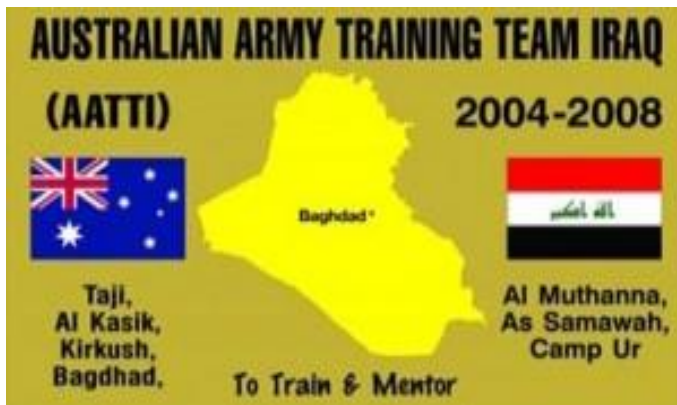 AUSTRALIAN ARMY TRAINING TEAM IRAQ
(AATTI)
2004-2008
Baghdad
Taji,
Al Kasik,
Kirkush,
Bagdhad,
Al Muthanna,
As Samawah,
Camp Ur
To Train & Mentor